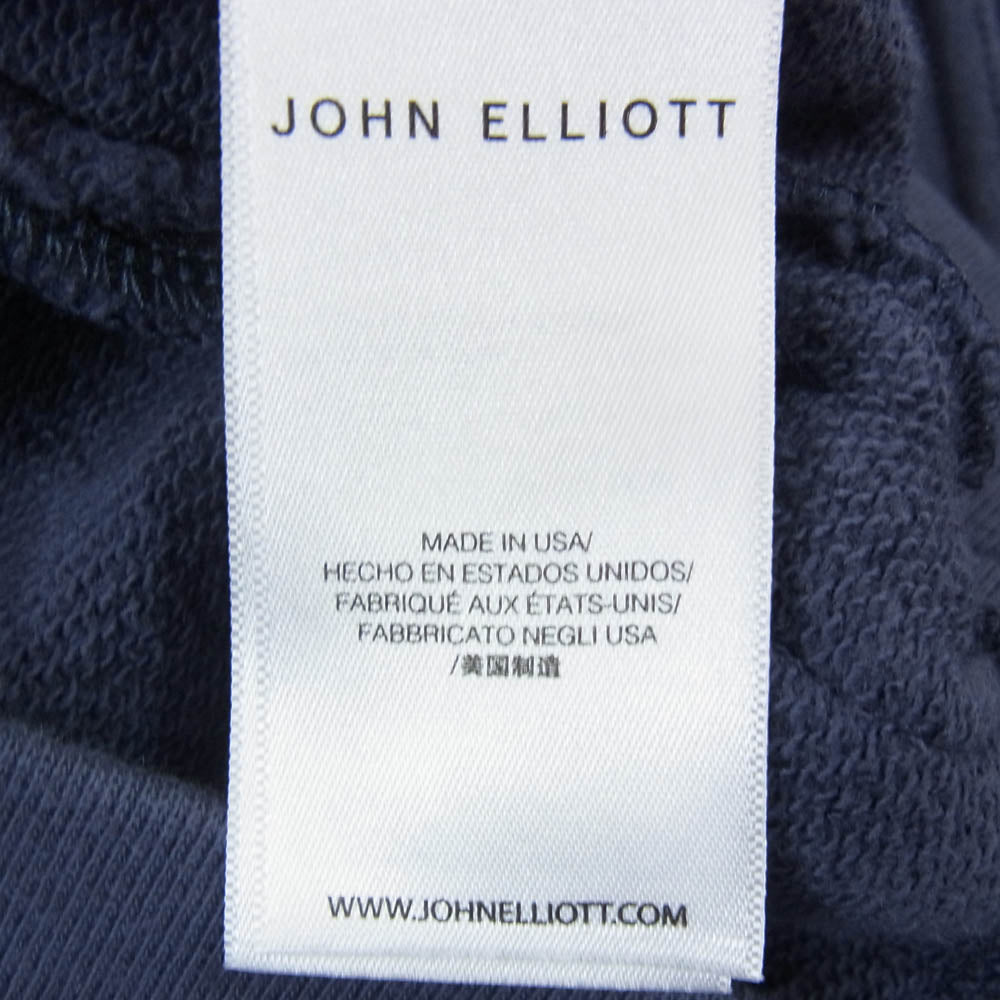 JOHN ELLIOTT
MADE IN USA/
HECHO EN ESTADOS UNIDOS/
FABRIQUÉ AUX ÉTATS-UNIS/
FABBRICATO NEGLI USA
/美国制造
WWW.JOHNELLIOTT.COM